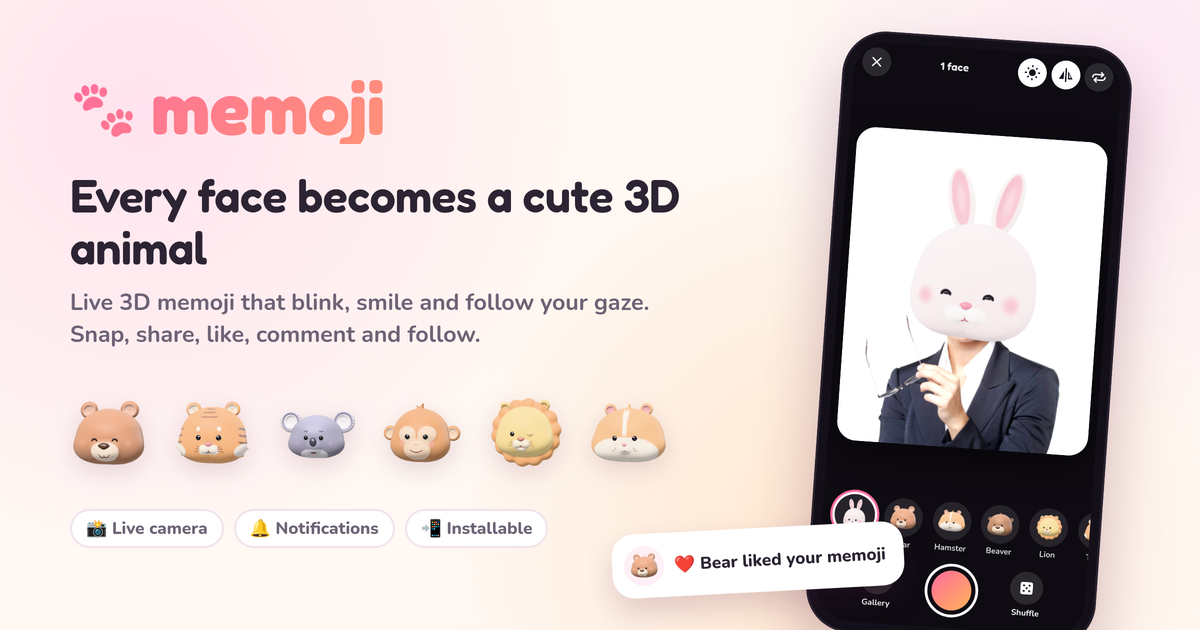 memoji
Every face becomes a cute 3D
animal
Live 3D memoji that blink, smile and follow your gaze.
Snap, share, like, comment and follow.
📸 Live camera
🔔 Notifications
📲 Installable
1 face
Hamster
Beaver
Lion
❤️ Bear liked your memoji
Gallery
Shuffle